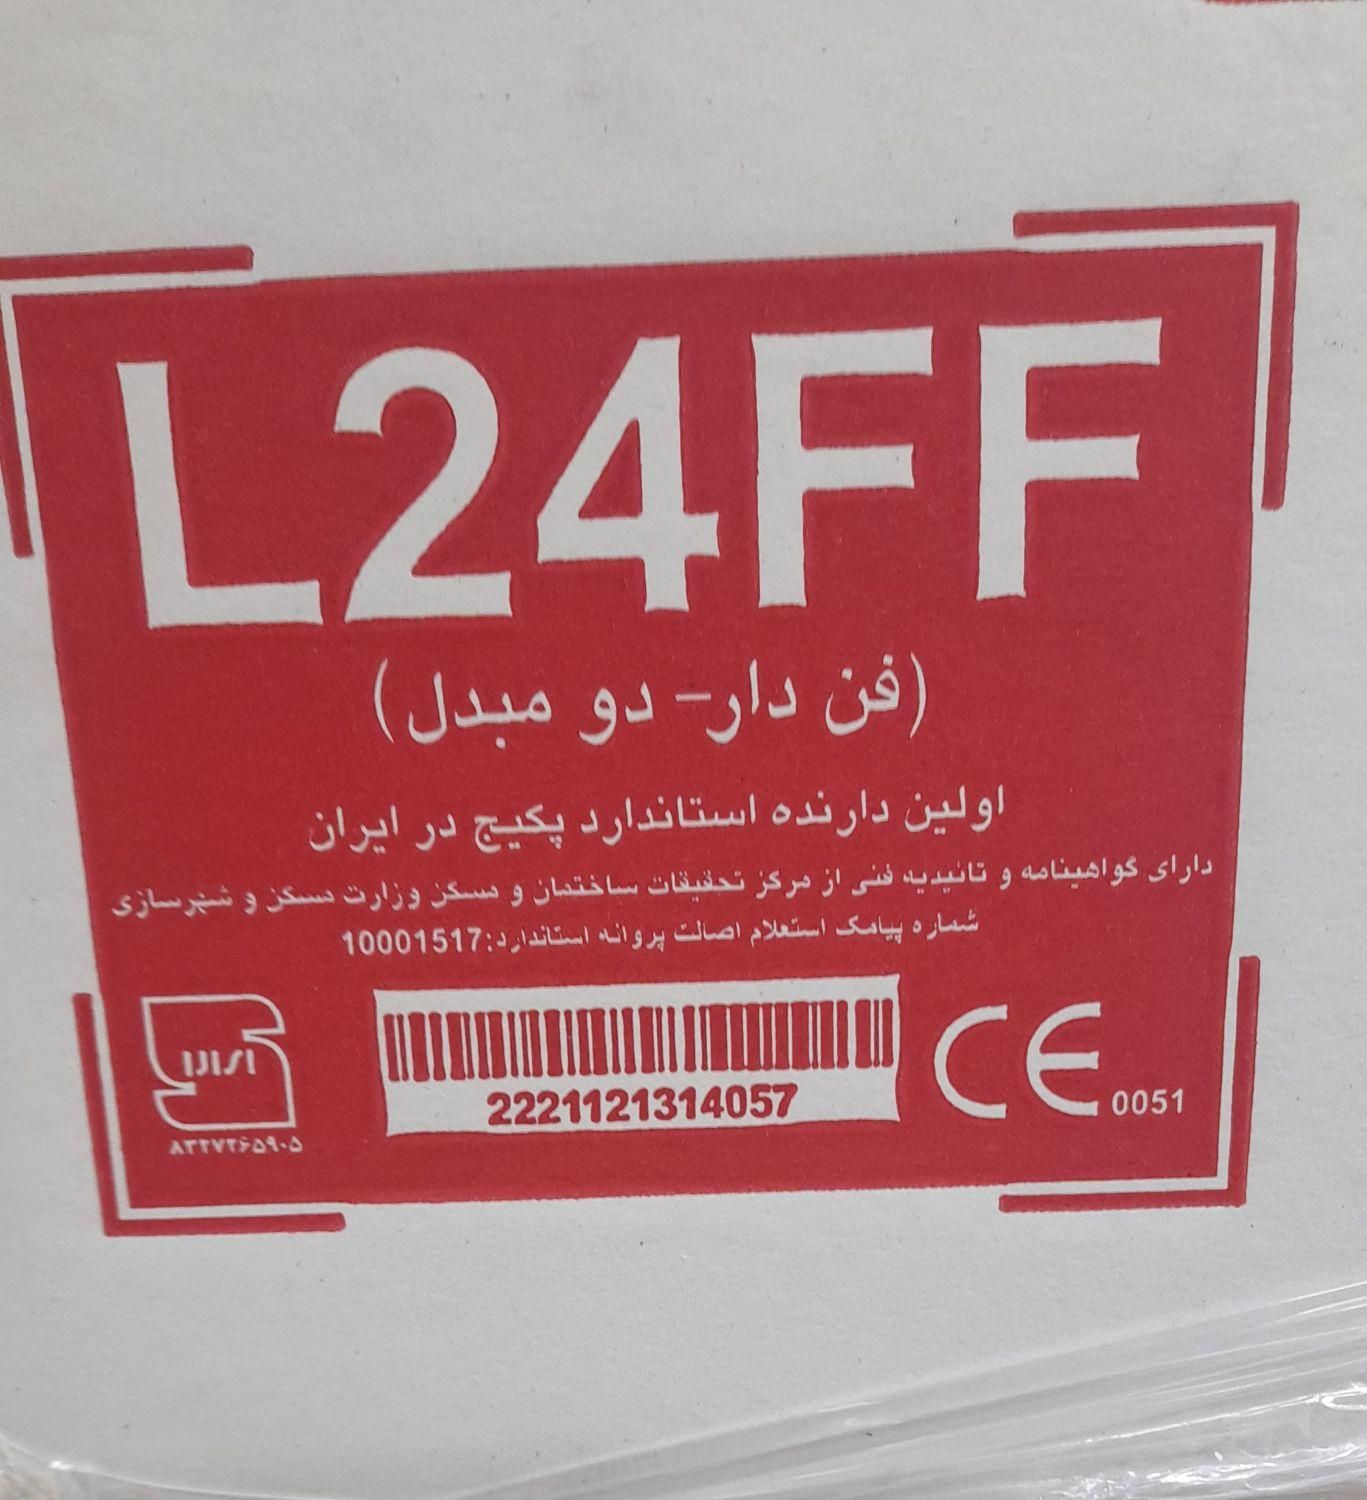 L24FF
(فن دار- دو مبدل)
اولین دارنده استاندارد پکیج در ایران
دارای گواهینامه و تائیدیه فنی از مرکز تحقیقات ساختمان و مسکن وزارت مسکن و شهرسازی
شماره پیامک استعلام اصالت پروانه استاندارد:10001517
2221121314057
CE 0051
۸۳۲۷۲۶۵۹۰۵